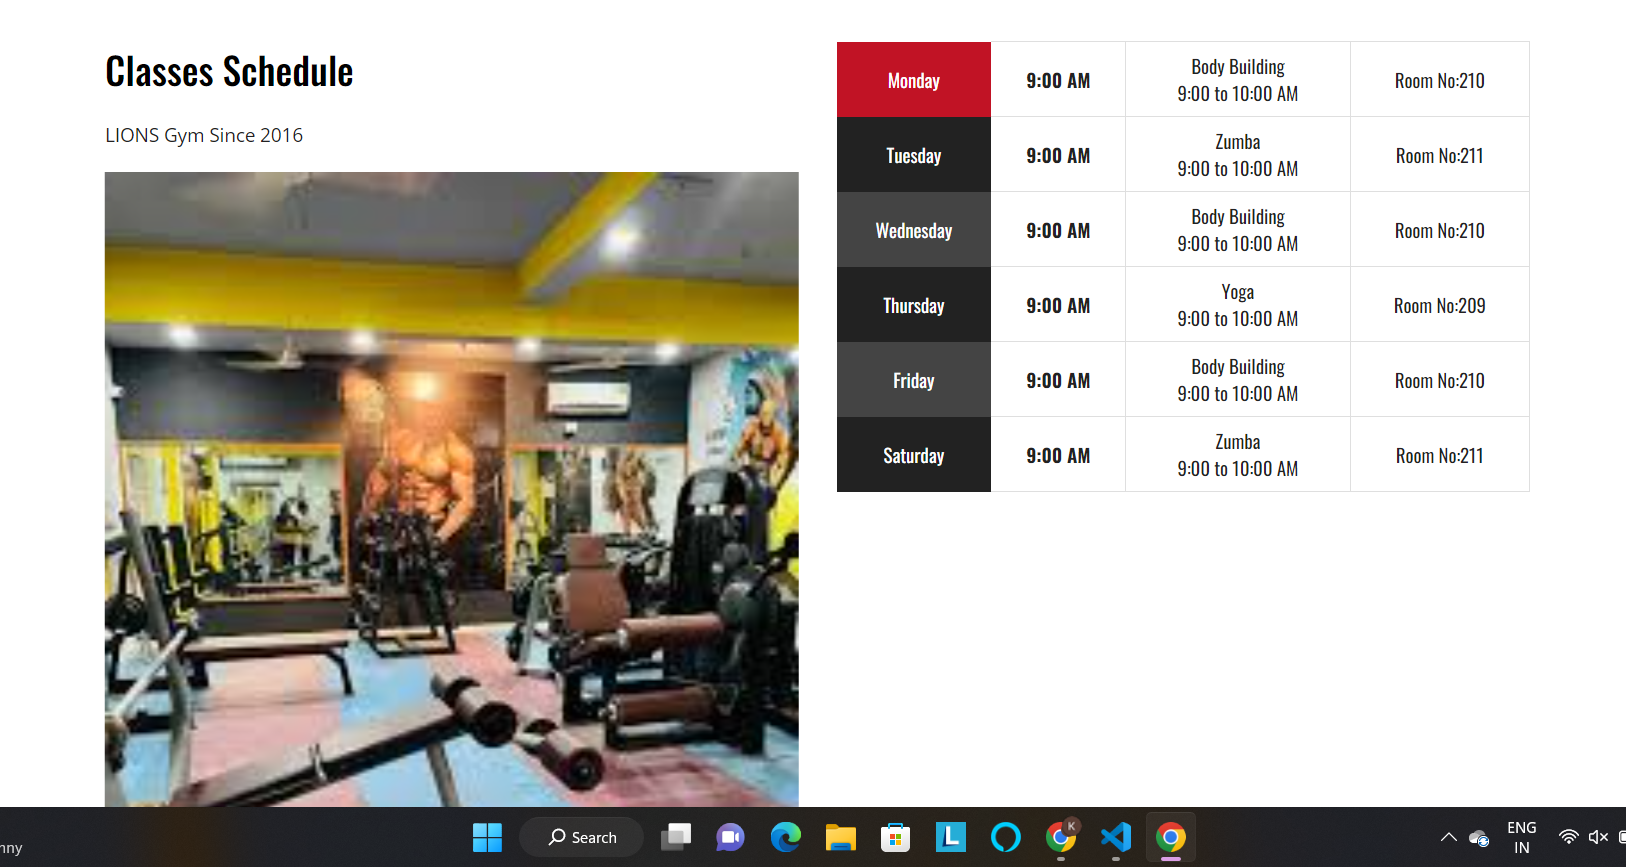 Classes Schedule
LIONS Gym Since 2016
Monday 9:00 AM Body Building 9:00 to 10:00 AM Room No:210
Tuesday 9:00 AM Zumba 9:00 to 10:00 AM Room No:211
Wednesday 9:00 AM Body Building 9:00 to 10:00 AM Room No:210
Thursday 9:00 AM Yoga 9:00 to 10:00 AM Room No:209
Friday 9:00 AM Body Building 9:00 to 10:00 AM Room No:210
Saturday 9:00 AM Zumba 9:00 to 10:00 AM Room No:211
nny
Search
L
K
ENG
IN